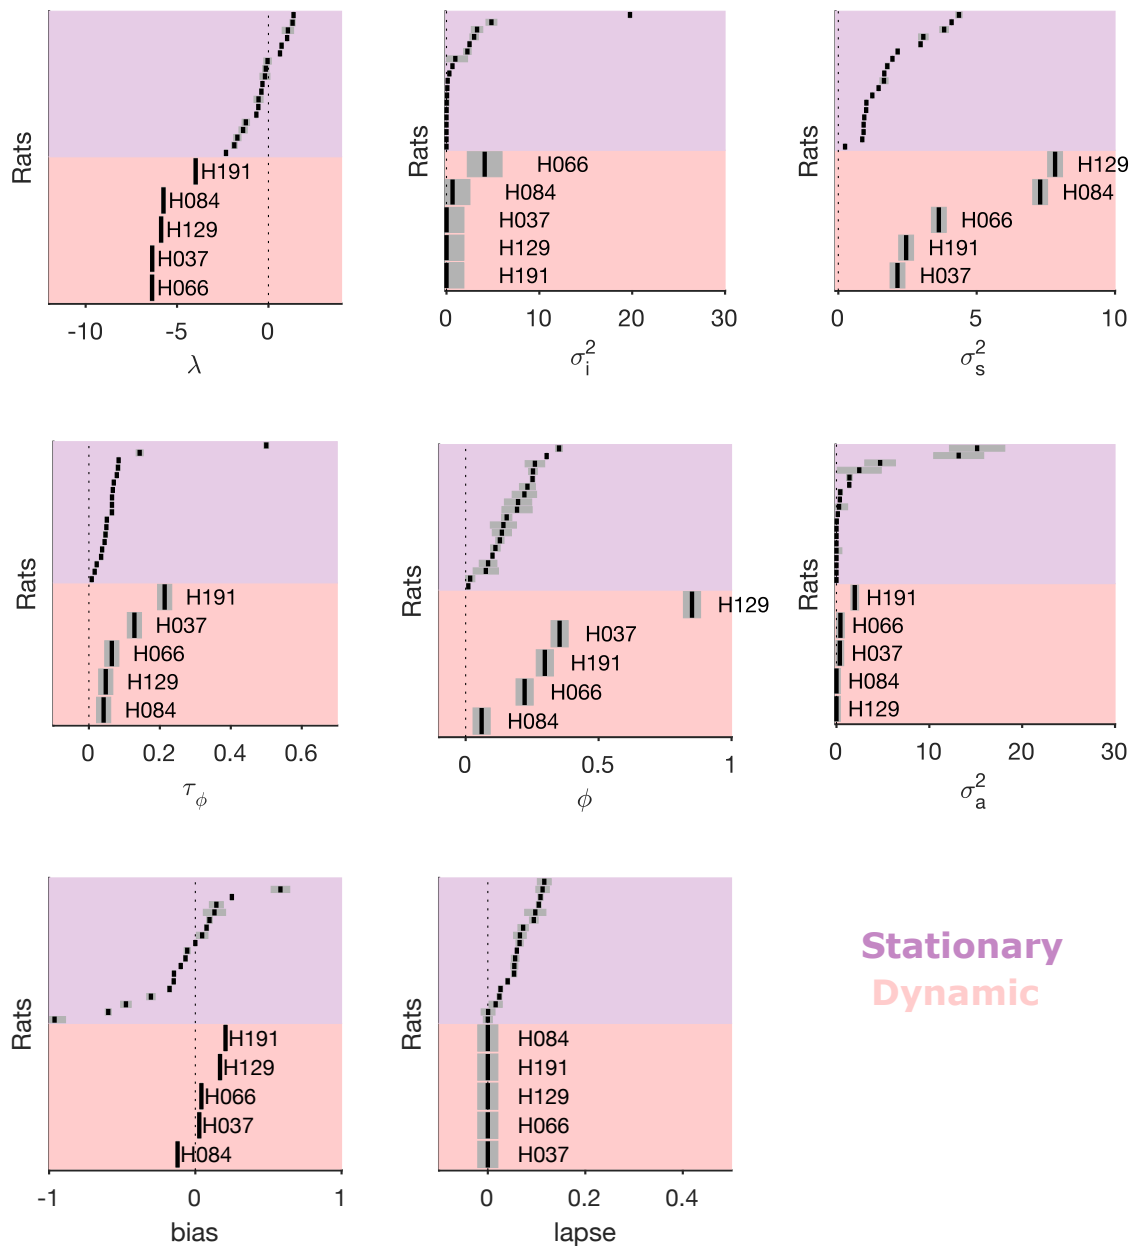 Rats
H191
H084
H129
H037
H066
-10 -5 0
λ
Rats
H066
H084
H037
H129
H191
0 10 20 30
σ²ᵢ
Rats
H129
H084
H066
H191
H037
0 5 10
σ²ₛ
Rats
H191
H037
H066
H129
H084
0 0.2 0.4 0.6
τᵩ
Rats
H129
H037
H191
H066
H084
0 0.5 1
ϕ
Rats
H191
H066
H037
H084
H129
0 10 20 30
σ²ₐ
Rats
H191
H129
H066
H037
H084
-1 0 1
bias
Rats
H084
H191
H129
H066
H037
0 0.2 0.4
lapse
Stationary
Dynamic